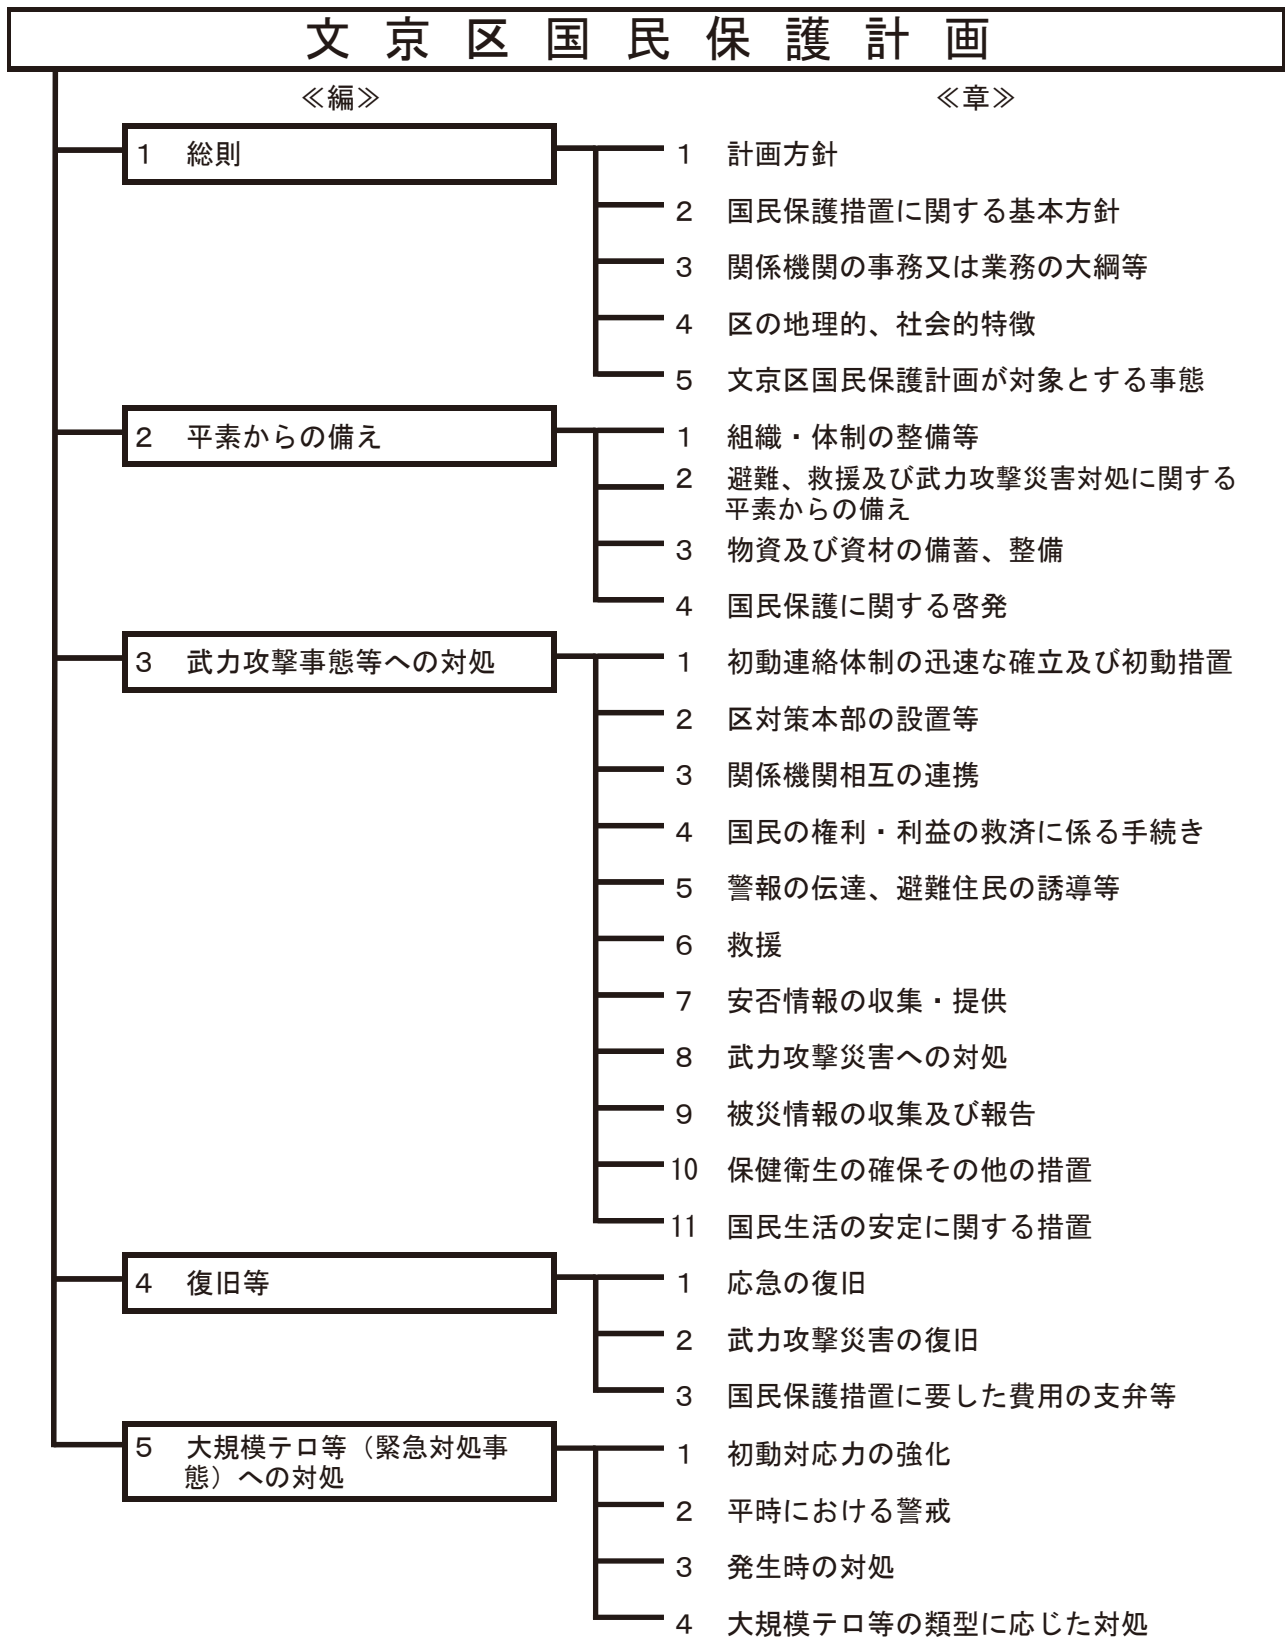 文京区国民保護計画
≪編≫ ≪章≫
1 総則
1 計画方針
2 国民保護措置に関する基本方針
3 関係機関の事務又は業務の大綱等
4 区の地理的、社会的特徴
5 文京区国民保護計画が対象とする事態
2 平素からの備え
1 組織・体制の整備等
2 避難、救援及び武力攻撃災害対処に関する
平素からの備え
3 物資及び資材の備蓄、整備
4 国民保護に関する啓発
3 武力攻撃事態等への対処
1 初動連絡体制の迅速な確立及び初動措置
2 区対策本部の設置等
3 関係機関相互の連携
4 国民の権利・利益の救済に係る手続き
5 警報の伝達、避難住民の誘導等
6 救援
7 安否情報の収集・提供
8 武力攻撃災害への対処
9 被災情報の収集及び報告
10 保健衛生の確保その他の措置
11 国民生活の安定に関する措置
4 復旧等
1 応急の復旧
2 武力攻撃災害の復旧
3 国民保護措置に要した費用の支弁等
5 大規模テロ等（緊急対処事
態）への対処
1 初動対応力の強化
2 平時における警戒
3 発生時の対処
4 大規模テロ等の類型に応じた対処